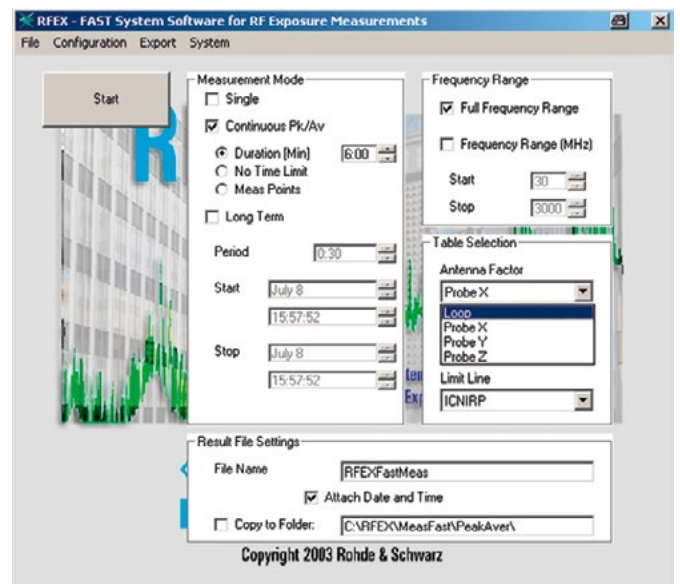 RFEX - FAST System Software for RF Exposure Measurements
File Configuration Export System
Start
Measurement Mode
Single
Continuous Pk/Av
Duration (Min) 6:00
No Time Limit
Meas Points
Long Term
Period 0:30
Start July 8
15:57:52
Stop July 8
15:57:52
Frequency Range
Full Frequency Range
Frequency Range (MHz)
Start 30
Stop 3000
Table Selection
Antenna Factor
Probe X
Loop
Probe X
Probe Y
Probe Z
Limit Line
ICNIRP
Result File Settings
File Name RFEXFastMeas
Attach Date and Time
Copy to Folder: C:\RFEX\MeasFast\PeakAver\
Copyright 2003 Rohde & Schwarz